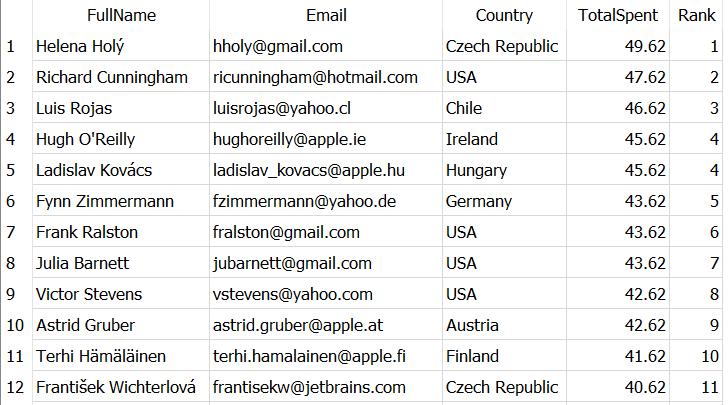 FullName Email Country TotalSpent Rank
1 Helena Holý hholy@gmail.com Czech Republic 49.62 1
2 Richard Cunningham ricunningham@hotmail.com USA 47.62 2
3 Luis Rojas luisrojas@yahoo.cl Chile 46.62 3
4 Hugh O'Reilly hughoreilly@apple.ie Ireland 45.62 4
5 Ladislav Kovács ladislav_kovacs@apple.hu Hungary 45.62 4
6 Fynn Zimmermann fzimmermann@yahoo.de Germany 43.62 5
7 Frank Ralston fralston@gmail.com USA 43.62 6
8 Julia Barnett jubarnett@gmail.com USA 43.62 7
9 Victor Stevens vstevens@yahoo.com USA 42.62 8
10 Astrid Gruber astrid.gruber@apple.at Austria 42.62 9
11 Terhi Hämäläinen terhi.hamalainen@apple.fi Finland 41.62 10
12 František Wichterlová frantisekw@jetbrains.com Czech Republic 40.62 11